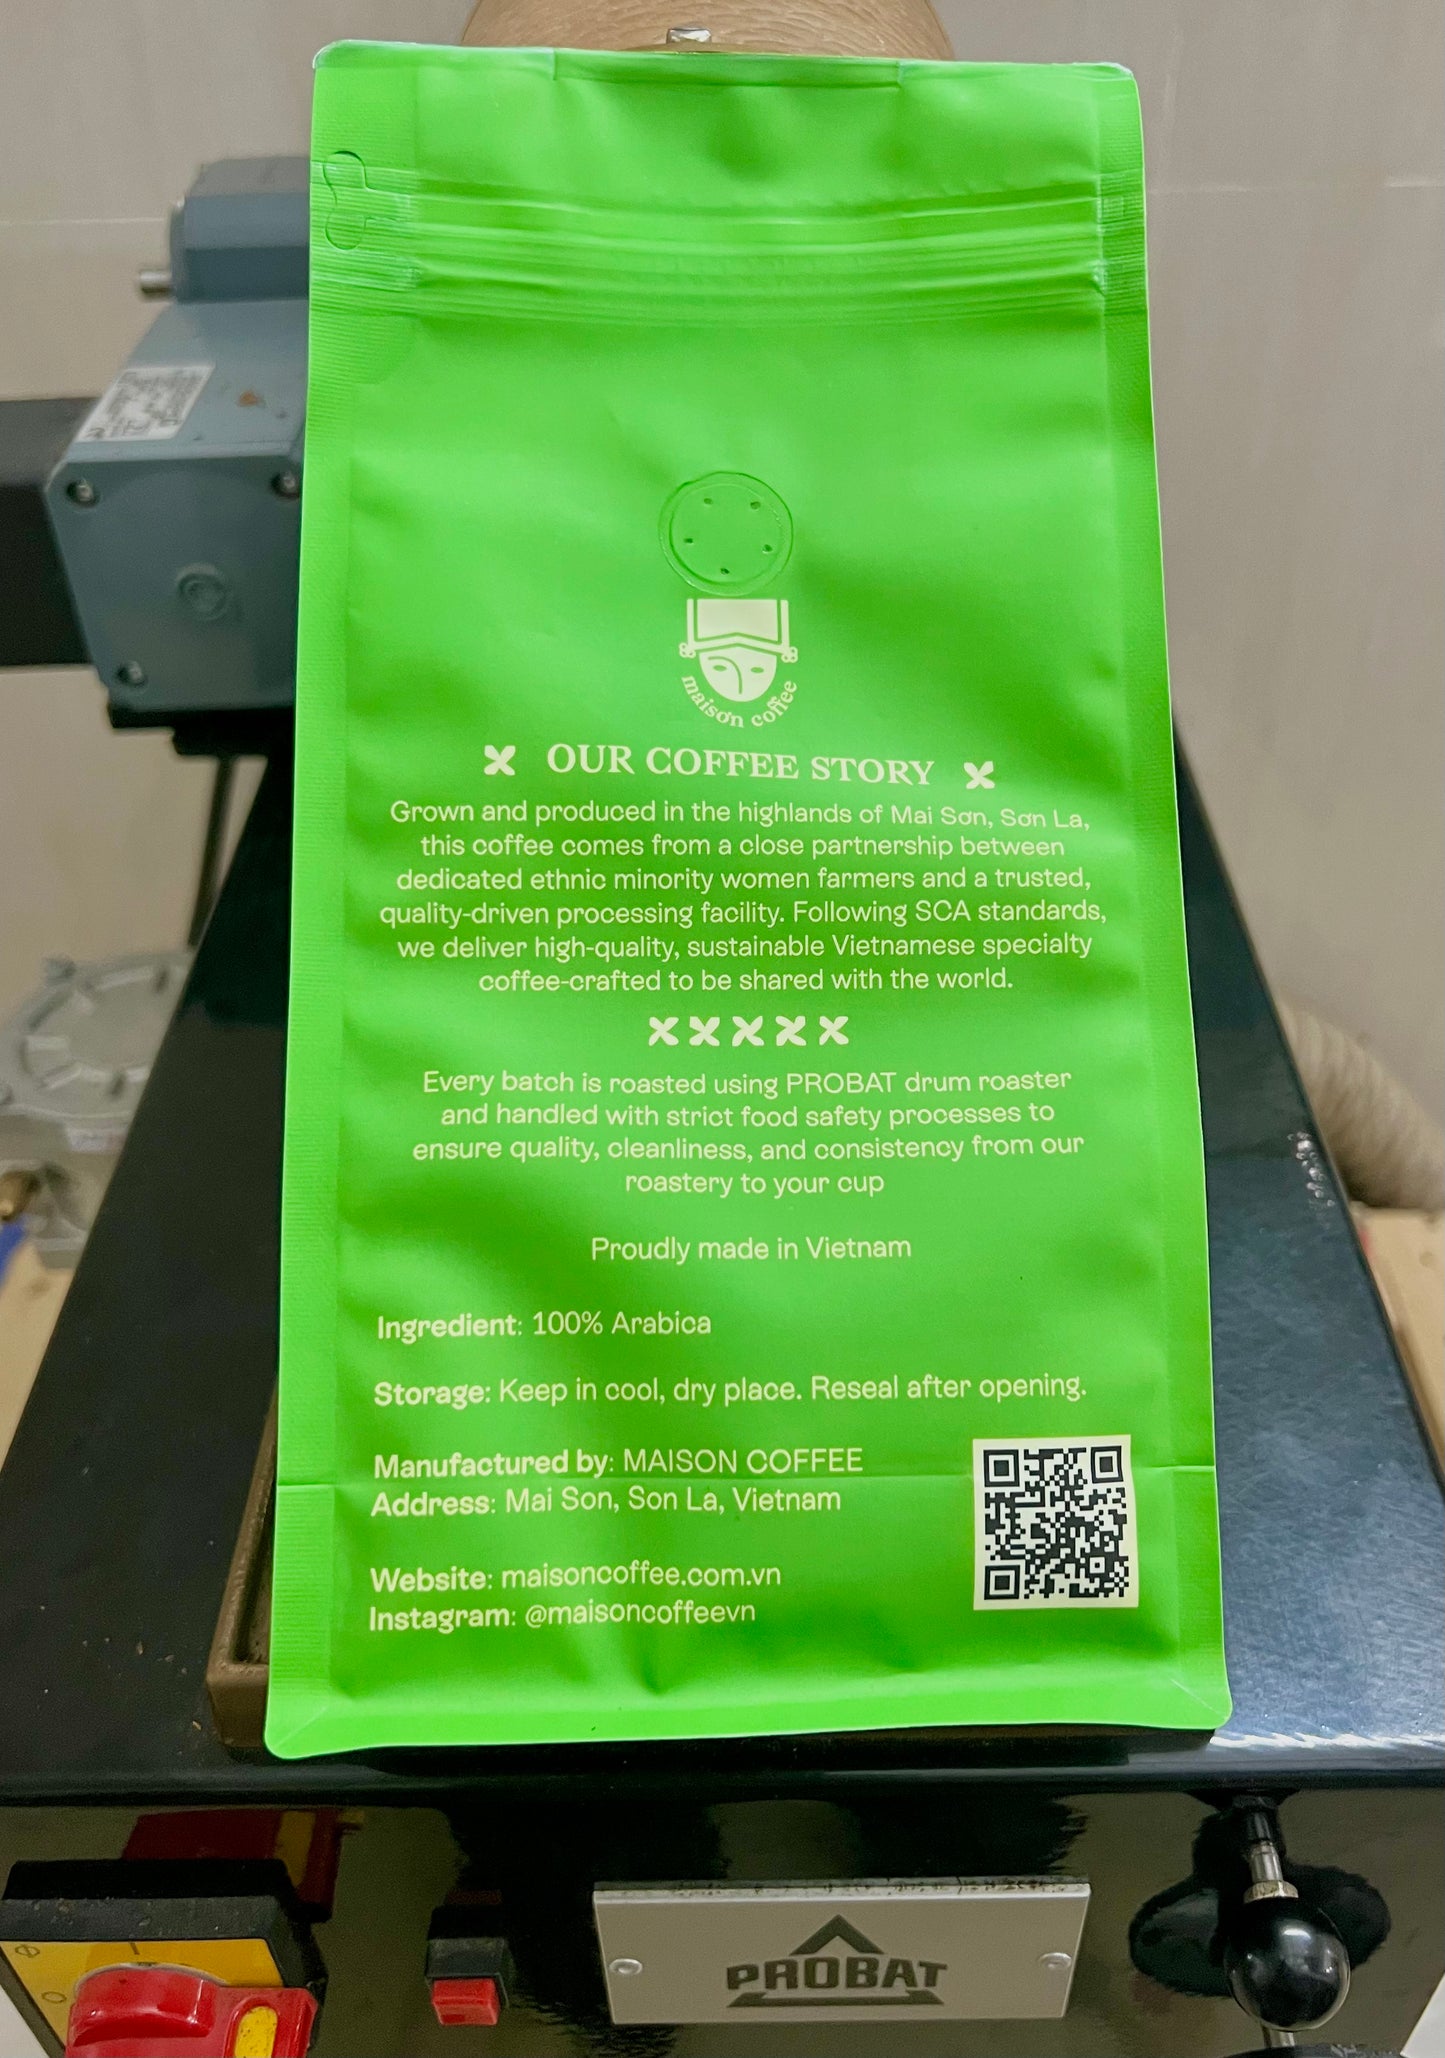 maisơn coffee
OUR COFFEE STORY
Grown and produced in the highlands of Mai Sơn, Sơn La,
this coffee comes from a close partnership between
dedicated ethnic minority women farmers and a trusted,
quality-driven processing facility. Following SCA standards,
we deliver high-quality, sustainable Vietnamese specialty
coffee-crafted to be shared with the world.
Every batch is roasted using PROBAT drum roaster
and handled with strict food safety processes to
ensure quality, cleanliness, and consistency from our
roastery to your cup
Proudly made in Vietnam
Ingredient: 100% Arabica
Storage: Keep in cool, dry place. Reseal after opening.
Manufactured by: MAISON COFFEE
Address: Mai Son, Son La, Vietnam
Website: maisoncoffee.com.vn
Instagram: @maisoncoffeevn
PROBAT